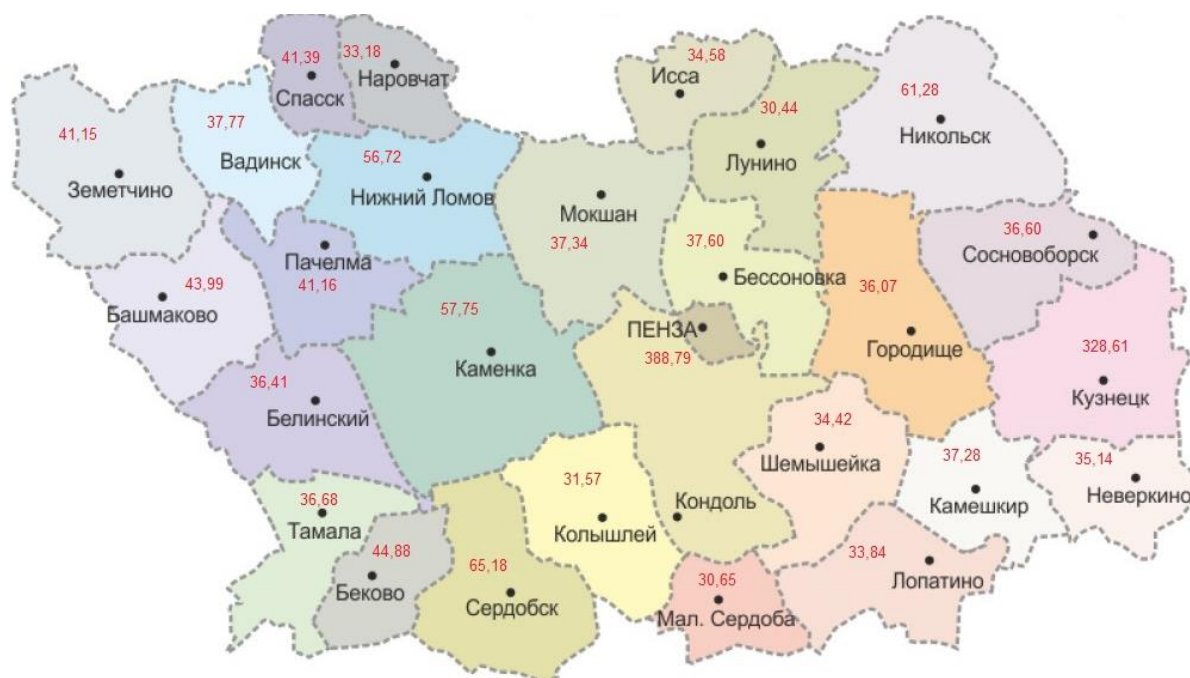 41,39
Спасск
33,18
Наровчат
34,58
Исса
61,28
Никольск
41,15
Земетчино
37,77
Вадинск
56,72
Нижний Ломов
30,44
Лунино
Мокшан
37,34
37,60
Бессоновка
36,60
Сосновоборск
Пачелма
41,16
43,99
Башмаково
57,75
Каменка
ПЕНЗА
388,79
36,07
Городище
328,61
Кузнецк
36,41
Белинский
34,42
Шемышейка
37,28
Камешкир
35,14
Неверкино
36,68
Тамала
31,57
Колышлей
Кондоль
44,88
Беково
65,18
Сердобск
30,65
Мал. Сердоба
33,84
Лопатино